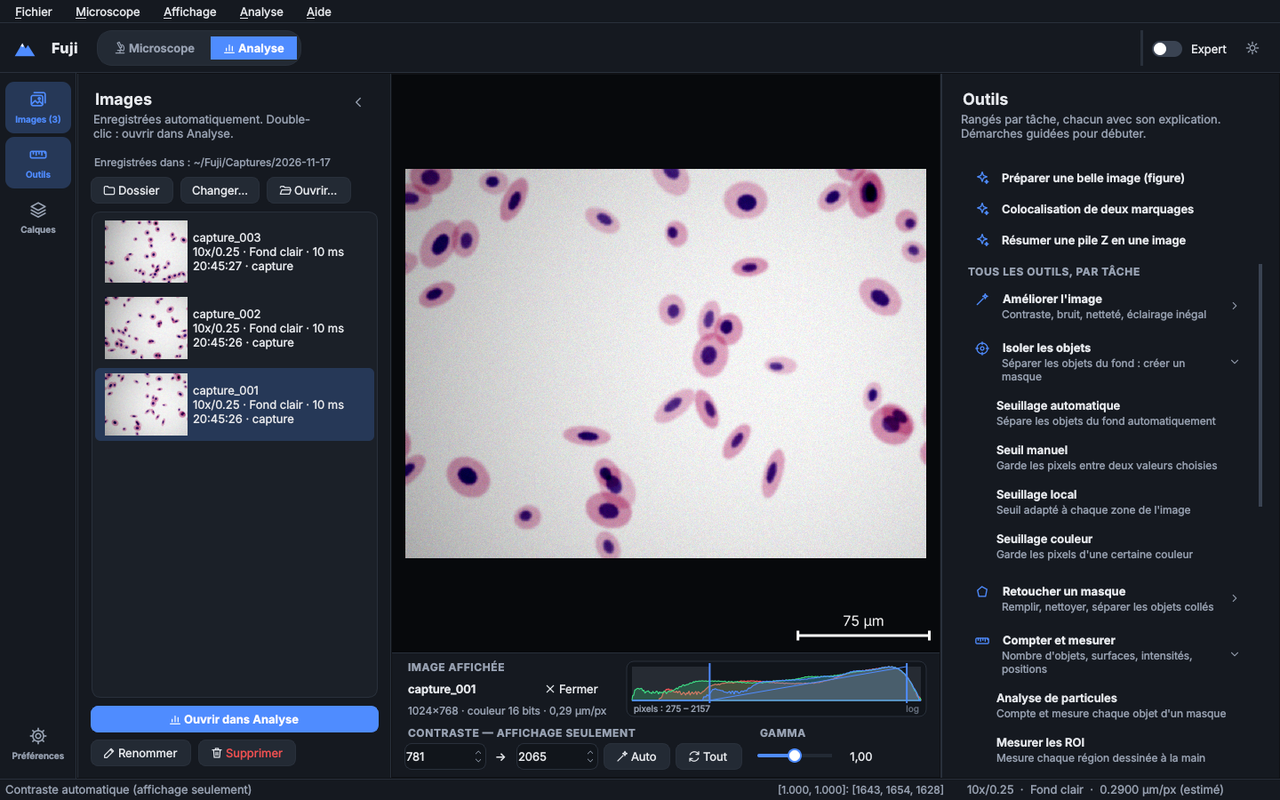 Fichier Microscope Affichage Analyse Aide
Fuji
Microscope
Analyse
Expert
Images (3)
Outils
Calques
Préférences
Images
Enregistrées automatiquement. Double-
clic : ouvrir dans Analyse.
Enregistrées dans : ~/Fuji/Captures/2026-11-17
Dossier
Changer...
Ouvrir...
capture_003
10x/0.25 · Fond clair · 10 ms
20:45:27 · capture
capture_002
10x/0.25 · Fond clair · 10 ms
20:45:26 · capture
capture_001
10x/0.25 · Fond clair · 10 ms
20:45:26 · capture
Ouvrir dans Analyse
Renommer
Supprimer
75 µm
IMAGE AFFICHÉE
capture_001
Fermer
1024×768 · couleur 16 bits · 0,29 µm/px
pixels : 275 – 2157
log
CONTRASTE — AFFICHAGE SEULEMENT
GAMMA
781
→
2065
Auto
Tout
1,00
Outils
Rangés par tâche, chacun avec son explication.
Démarches guidées pour débuter.
Préparer une belle image (figure)
Colocalisation de deux marquages
Résumer une pile Z en une image
TOUS LES OUTILS, PAR TÂCHE
Améliorer l'image
Contraste, bruit, netteté, éclairage inégal
Isoler les objets
Séparer les objets du fond : créer un
masque
Seuillage automatique
Sépare les objets du fond automatiquement
Seuil manuel
Garde les pixels entre deux valeurs choisies
Seuillage local
Seuil adapté à chaque zone de l'image
Seuillage couleur
Garde les pixels d'une certaine couleur
Retoucher un masque
Remplir, nettoyer, séparer les objets collés
Compter et mesurer
Nombre d'objets, surfaces, intensités,
positions
Analyse de particules
Compte et mesure chaque objet d'un masque
Mesurer les ROI
Mesure chaque région dessinée à la main
Contraste automatique (affichage seulement)
[1.000, 1.000]: [1643, 1654, 1628]
10x/0.25 · Fond clair · 0.2900 µm/px (estimé)